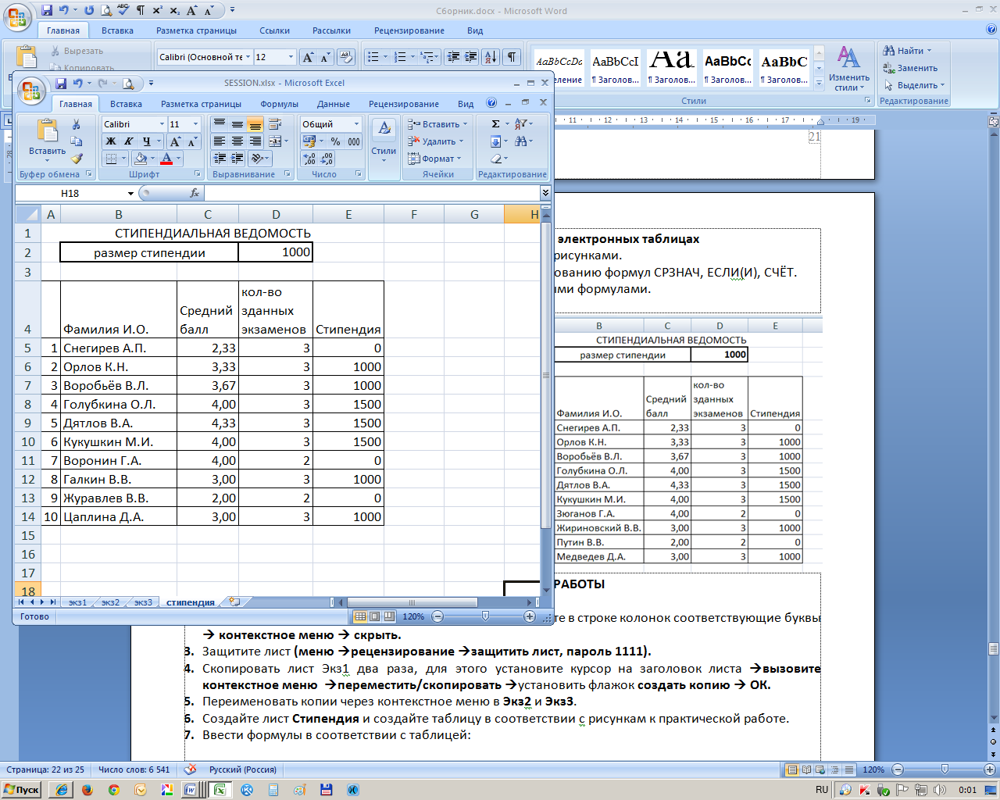 Сборник.docx - Microsoft Word
Главная Вставка Разметка страницы Ссылки Рассылки Рецензирование Вид
Вырезать
Копировать
Calibri (Основной те 12
AaBbCcDc AaBbCcI AaB AaBbCc AaBbC
еление ¶ Заголов... ¶ Заголов... ¶ Заголов... ¶ Заголов...
Изменить стили
Стили
Найти
Заменить
Выделить
Редактирование
SESSION.xlsx - Microsoft Excel
Главная Вставка Разметка страницы Формулы Данные Рецензирование Вид
Вставить
Calibri 11
Ж К Ч
Общий
% 000
Стили
Вставить
Удалить
Формат
Буфер обмена Шрифт Выравнивание Число Ячейки Редактирование
H18 fx
A B C D E F G H
1 СТИПЕНДИАЛЬНАЯ ВЕДОМОСТЬ
2 размер стипендии 1000
3
4 Фамилия И.О. Средний балл кол-во зданных экзаменов Стипендия
5 1 Снегирев А.П. 2,33 3 0
6 2 Орлов К.Н. 3,33 3 1000
7 3 Воробьёв В.Л. 3,67 3 1000
8 4 Голубкина О.Л. 4,00 3 1500
9 5 Дятлов В.А. 4,33 3 1500
10 6 Кукушкин М.И. 4,00 3 1500
11 7 Воронин Г.А. 4,00 2 0
12 8 Галкин В.В. 3,00 3 1000
13 9 Журавлев В.В. 2,00 2 0
14 10 Цаплина Д.А. 3,00 3 1000
15
16
17
18
экз1 экз2 экз3 стипендия
Готово 120%
11 12 13 14 15 16 17 19
21
электронных таблицах
рисунками.
ованию формул СРЗНАЧ, ЕСЛИ(И), СЧЁТ.
ими формулами.
B C D E
СТИПЕНДИАЛЬНАЯ ВЕДОМОСТЬ
размер стипендии 1000
Фамилия И.О. Средний балл кол-во зданных экзаменов Стипендия
Снегирев А.П. 2,33 3 0
Орлов К.Н. 3,33 3 1000
Воробьёв В.Л. 3,67 3 1000
Голубкина О.Л. 4,00 3 1500
Дятлов В.А. 4,33 3 1500
Кукушкин М.И. 4,00 3 1500
Зюганов Г.А. 4,00 2 0
Жириновский В.В. 3,00 3 1000
Путин В.В. 2,00 2 0
Медведев Д.А. 3,00 3 1000
РАБОТЫ
те в строке колонок соответствующие буквы
→ контекстное меню → скрыть.
3. Защитите лист (меню →рецензирование →защитить лист, пароль 1111).
4. Скопировать лист Экз1 два раза, для этого установите курсор на заголовок листа →вызовите
контекстное меню →переместить/скопировать →установить флажок создать копию → ОК.
5. Переименовать копии через контекстное меню в Экз2 и Экз3.
6. Создайте лист Стипендия и создайте таблицу в соответствии с рисункам к практической работе.
7. Ввести формулы в соответствии с таблицей:
Страница: 22 из 25 Число слов: 6 541 Русский (Россия) 120%
Пуск RU 0:01